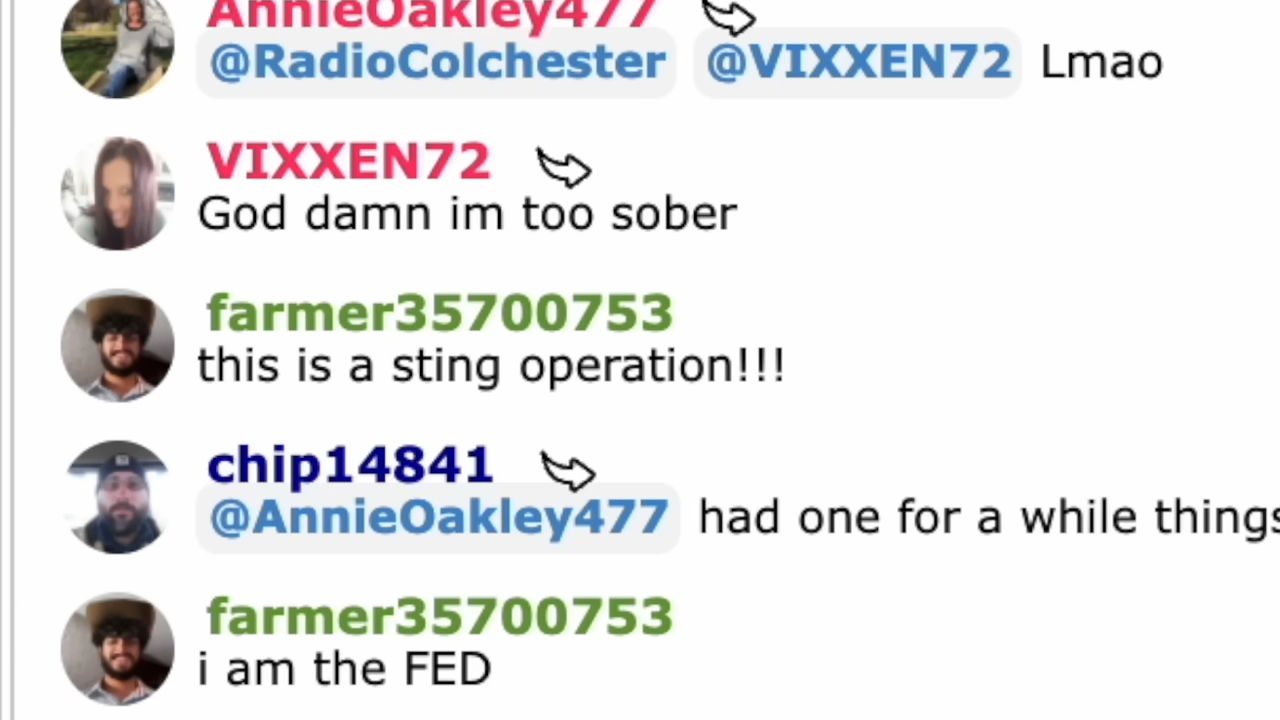 AnnieOakley477
@RadioColchester @VIXXEN72 Lmao
VIXXEN72
God damn im too sober
farmer35700753
this is a sting operation!!!
chip14841
@AnnieOakley477 had one for a while things
farmer35700753
i am the FED